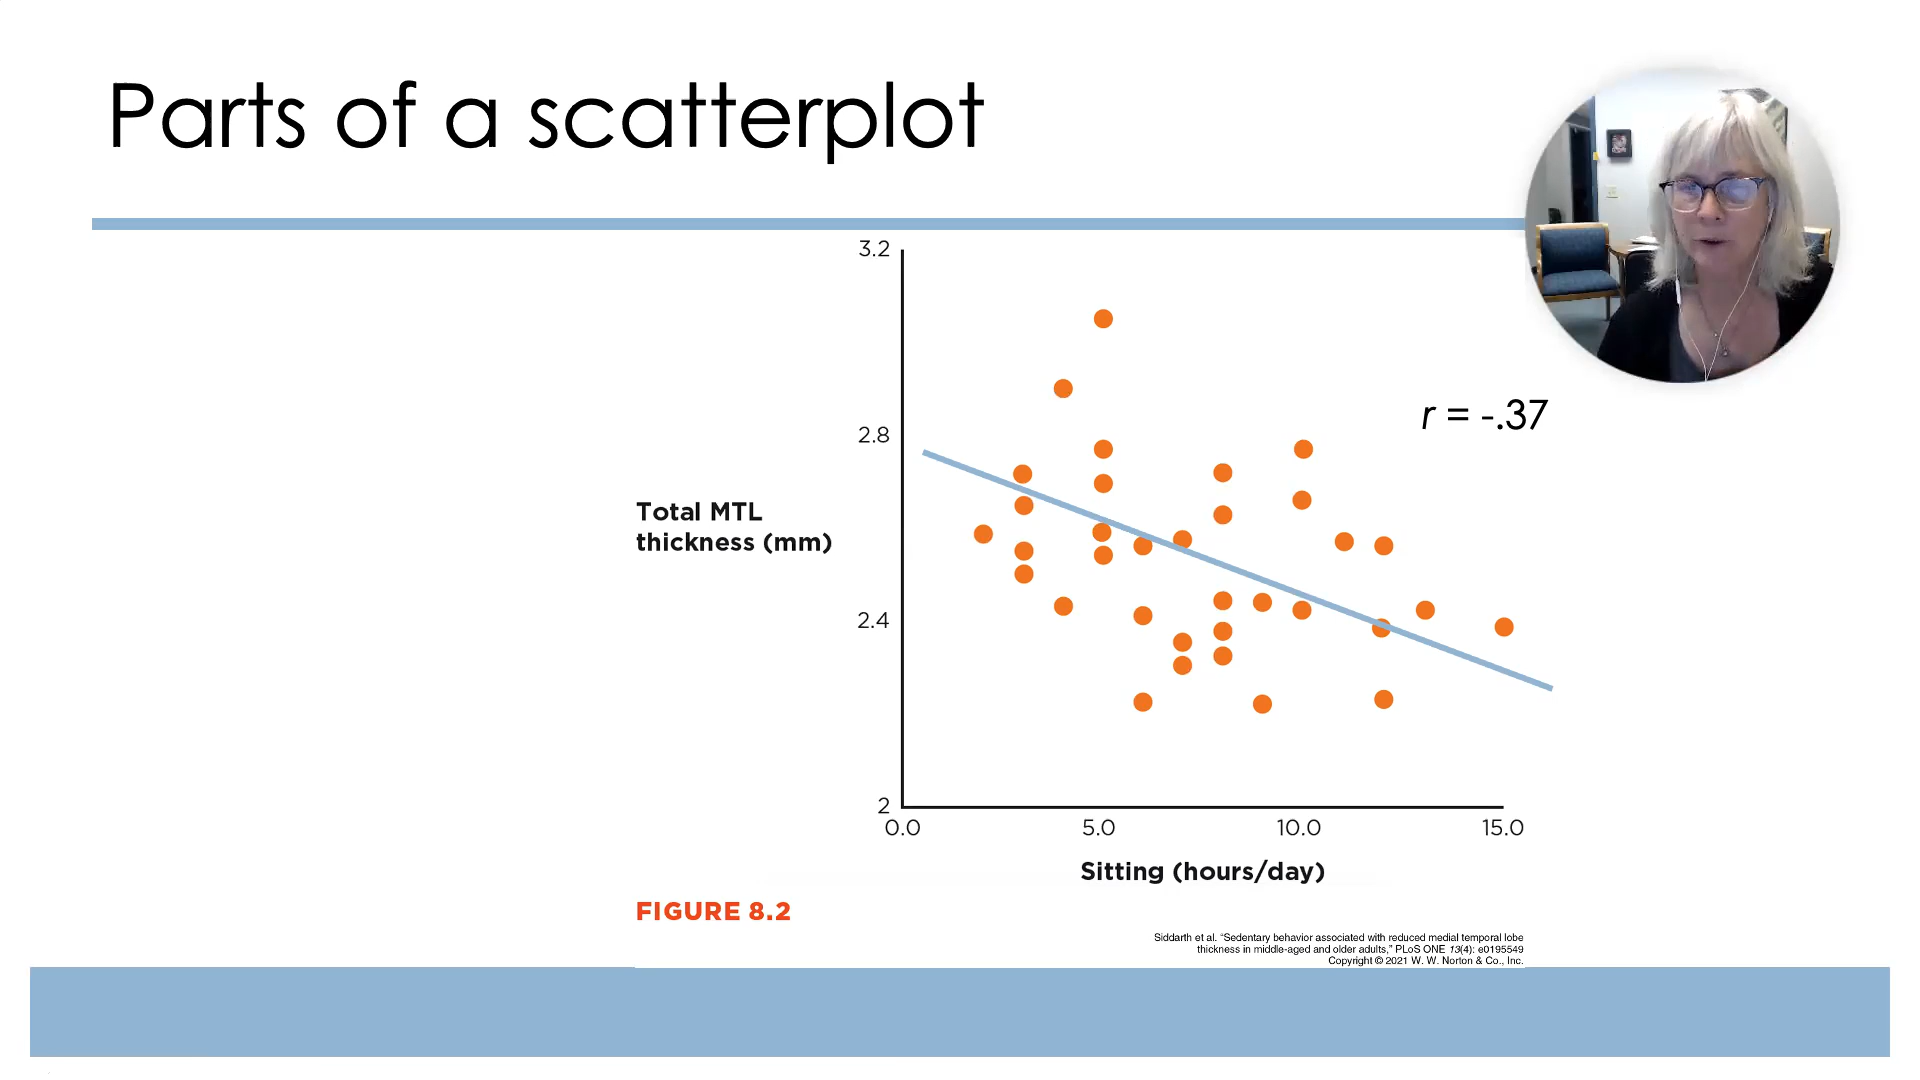 Parts of a scatterplot
3.2
r = -.37
2.8
Total MTL
thickness (mm)
2.4
2
0.0 5.0 10.0 15.0
Sitting (hours/day)
FIGURE 8.2
Siddarth et al. “Sedentary behavior associated with reduced medial temporal lobe
thickness in middle-aged and older adults,” PLoS ONE 13(4): e0195549
Copyright © 2021 W. W. Norton & Co., Inc.